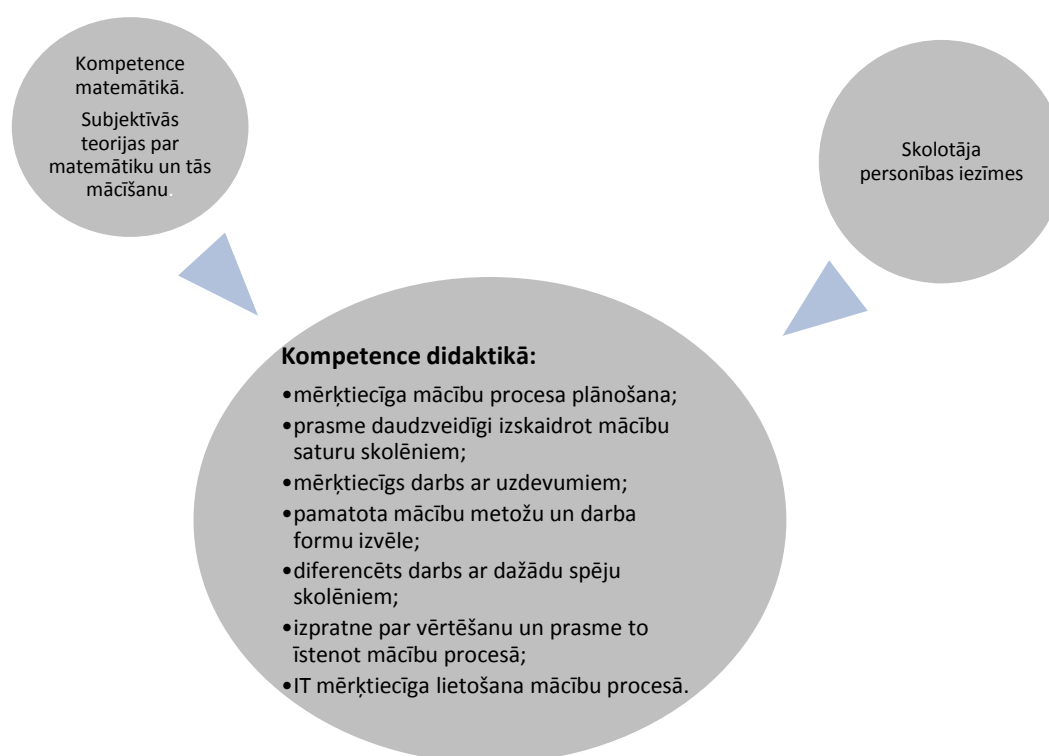 Kompetence
matemātikā.
Subjektīvās
teorijas par
matemātiku un tās
mācīšanu.
Skolotāja
personības iezīmes
Kompetence didaktikā:
•mērķtiecīga mācību procesa plānošana;
•prasme daudzveidīgi izskaidrot mācību
saturu skolēniem;
•mērķtiecīgs darbs ar uzdevumiem;
•pamatota mācību metožu un darba
formu izvēle;
•diferencēts darbs ar dažādu spēju
skolēniem;
•izpratne par vērtēšanu un prasme to
īstenot mācību procesā;
•IT mērķtiecīga lietošana mācību procesā.